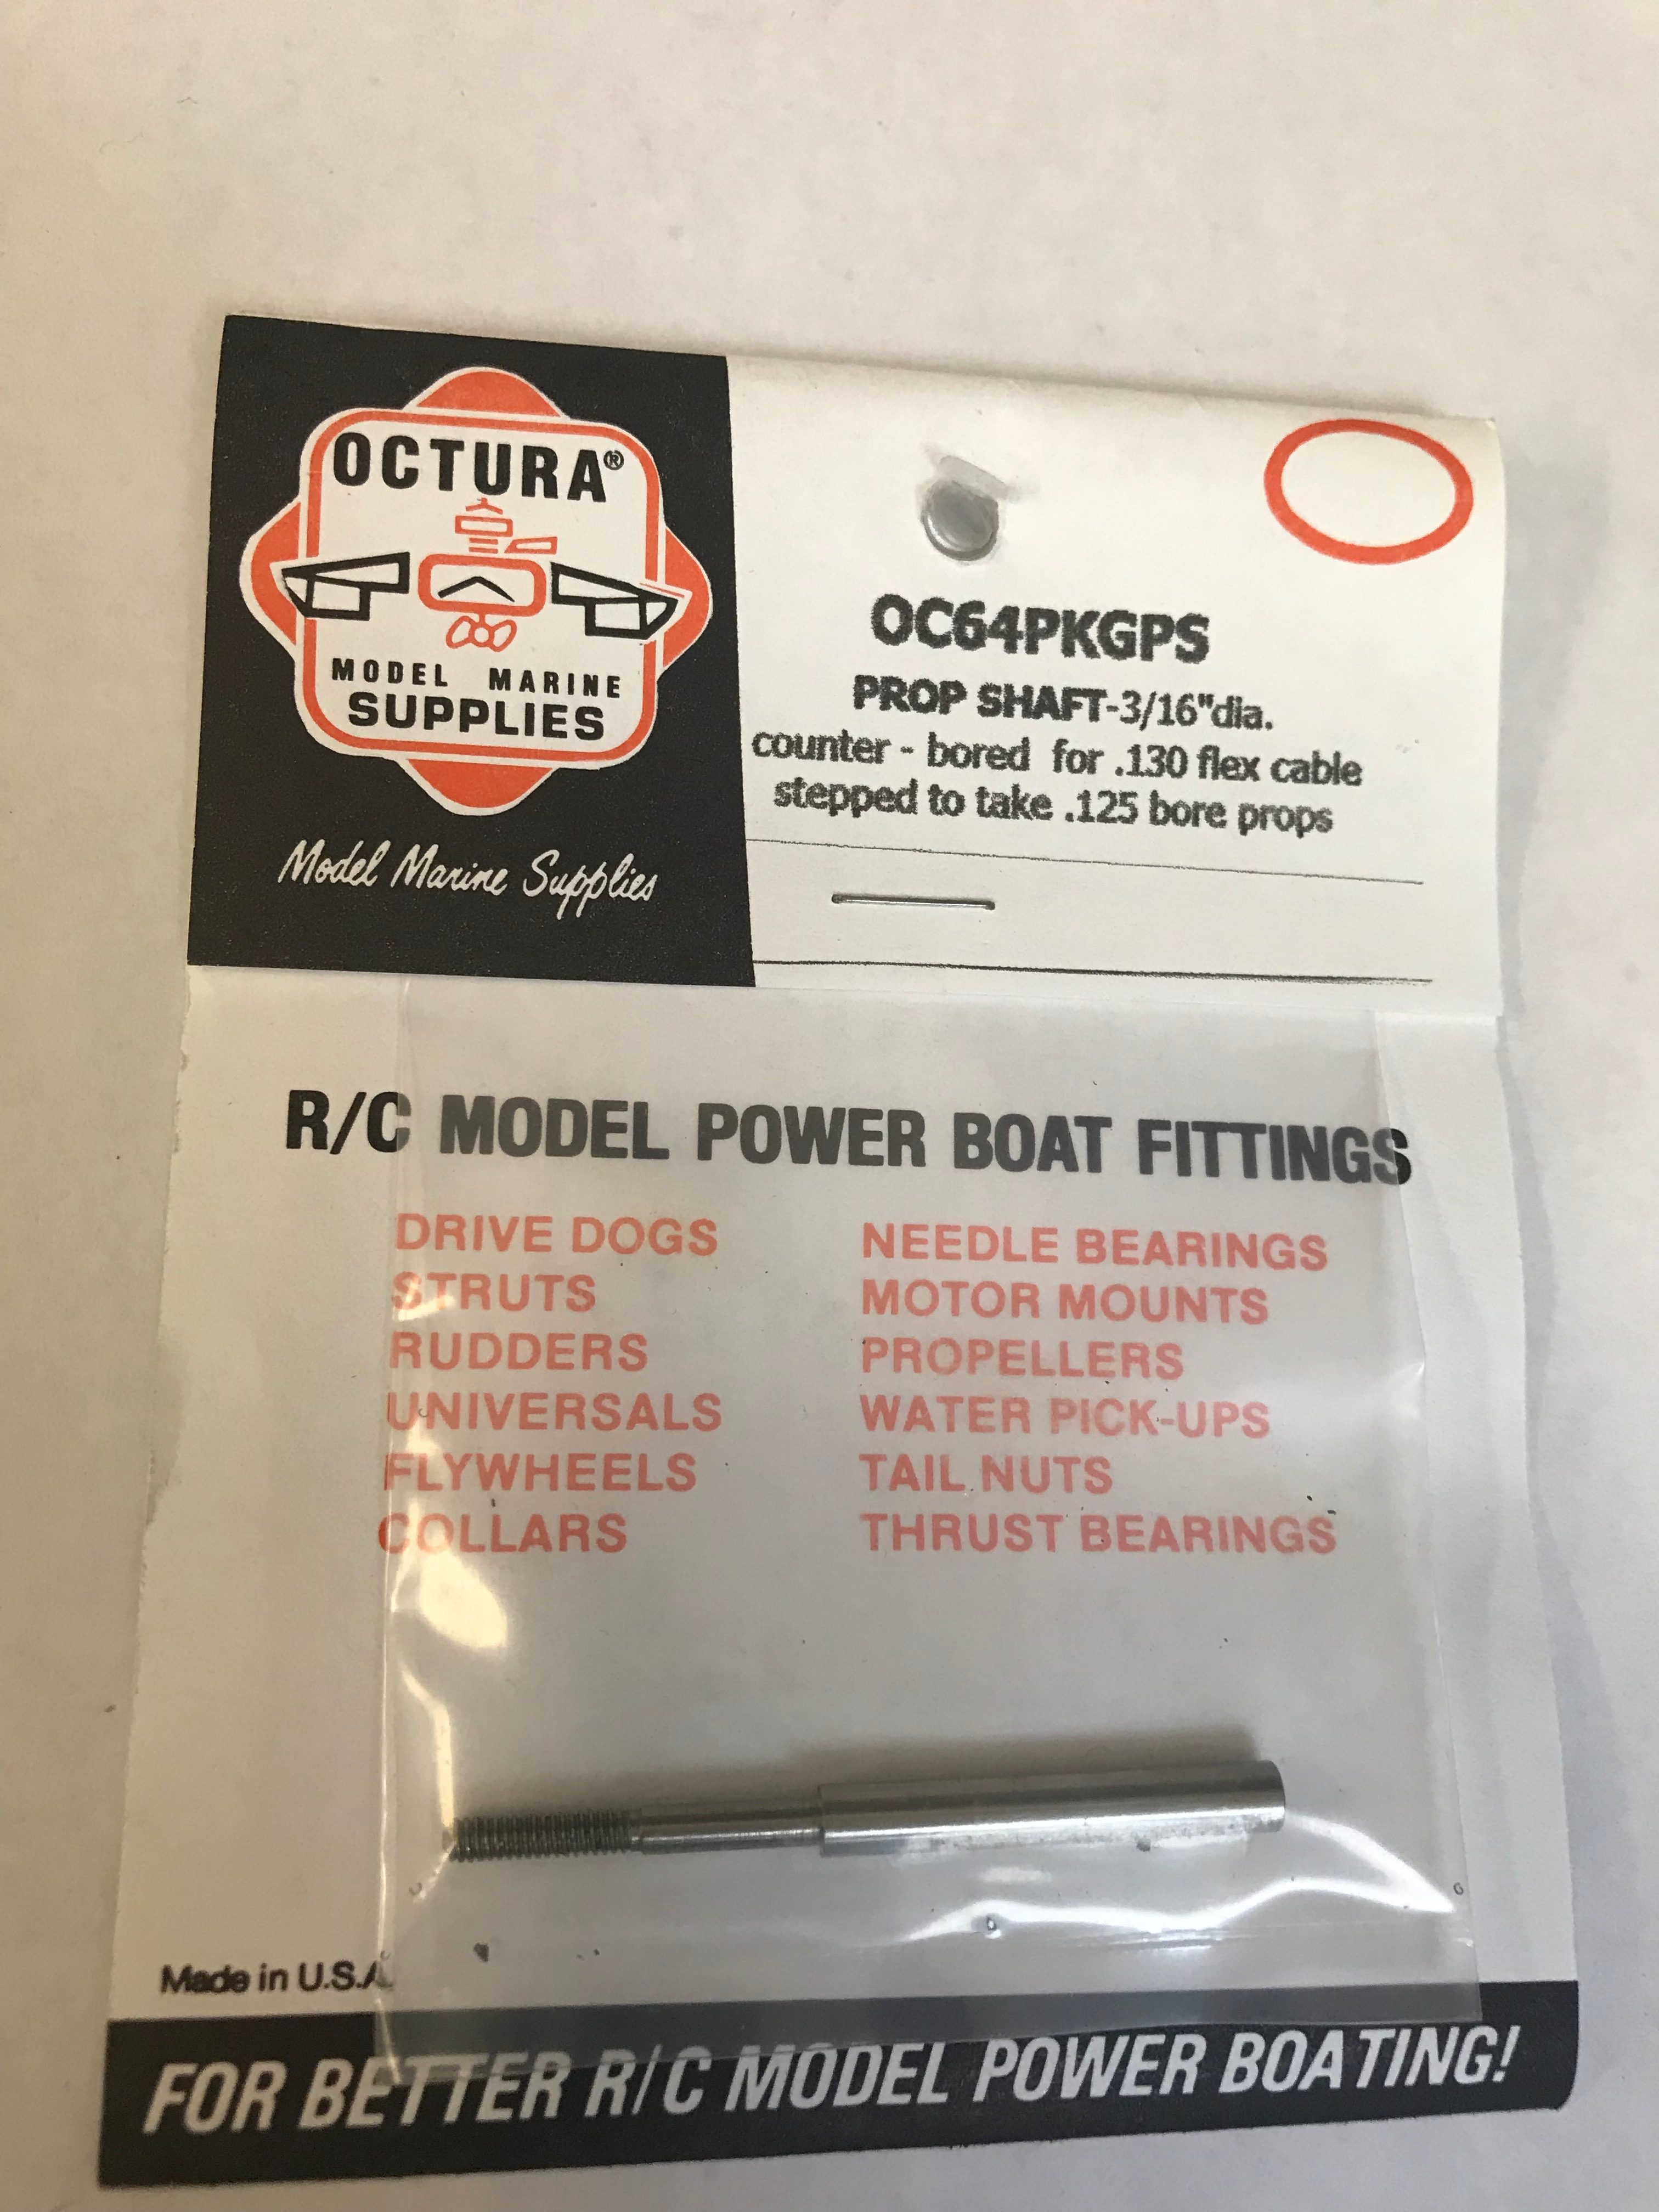 OCTURA®
MODEL MARINE
SUPPLIES
Model Marine Supplies
OC64PKGPS
PROP SHAFT-3/16"dia.
counter - bored for .130 flex cable
stepped to take .125 bore props
R/C MODEL POWER BOAT FITTINGS
DRIVE DOGS
STRUTS
RUDDERS
UNIVERSALS
FLYWHEELS
COLLARS
NEEDLE BEARINGS
MOTOR MOUNTS
PROPELLERS
WATER PICK-UPS
TAIL NUTS
THRUST BEARINGS
Made in U.S.A.
FOR BETTER R/C MODEL POWER BOATING!